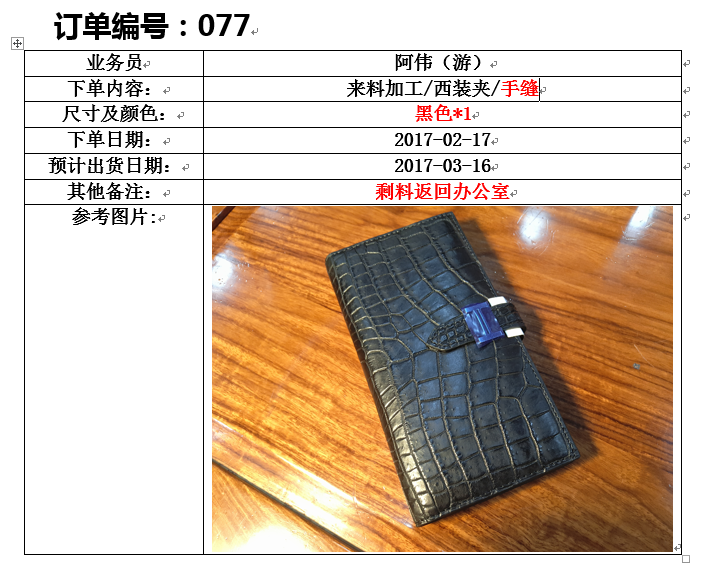 订单编号：077
业务员 阿伟（游）
下单内容： 来料加工/西装夹/手缝
尺寸及颜色： 黑色*1
下单日期： 2017-02-17
预计出货日期： 2017-03-16
其他备注： 剩料返回办公室
参考图片: